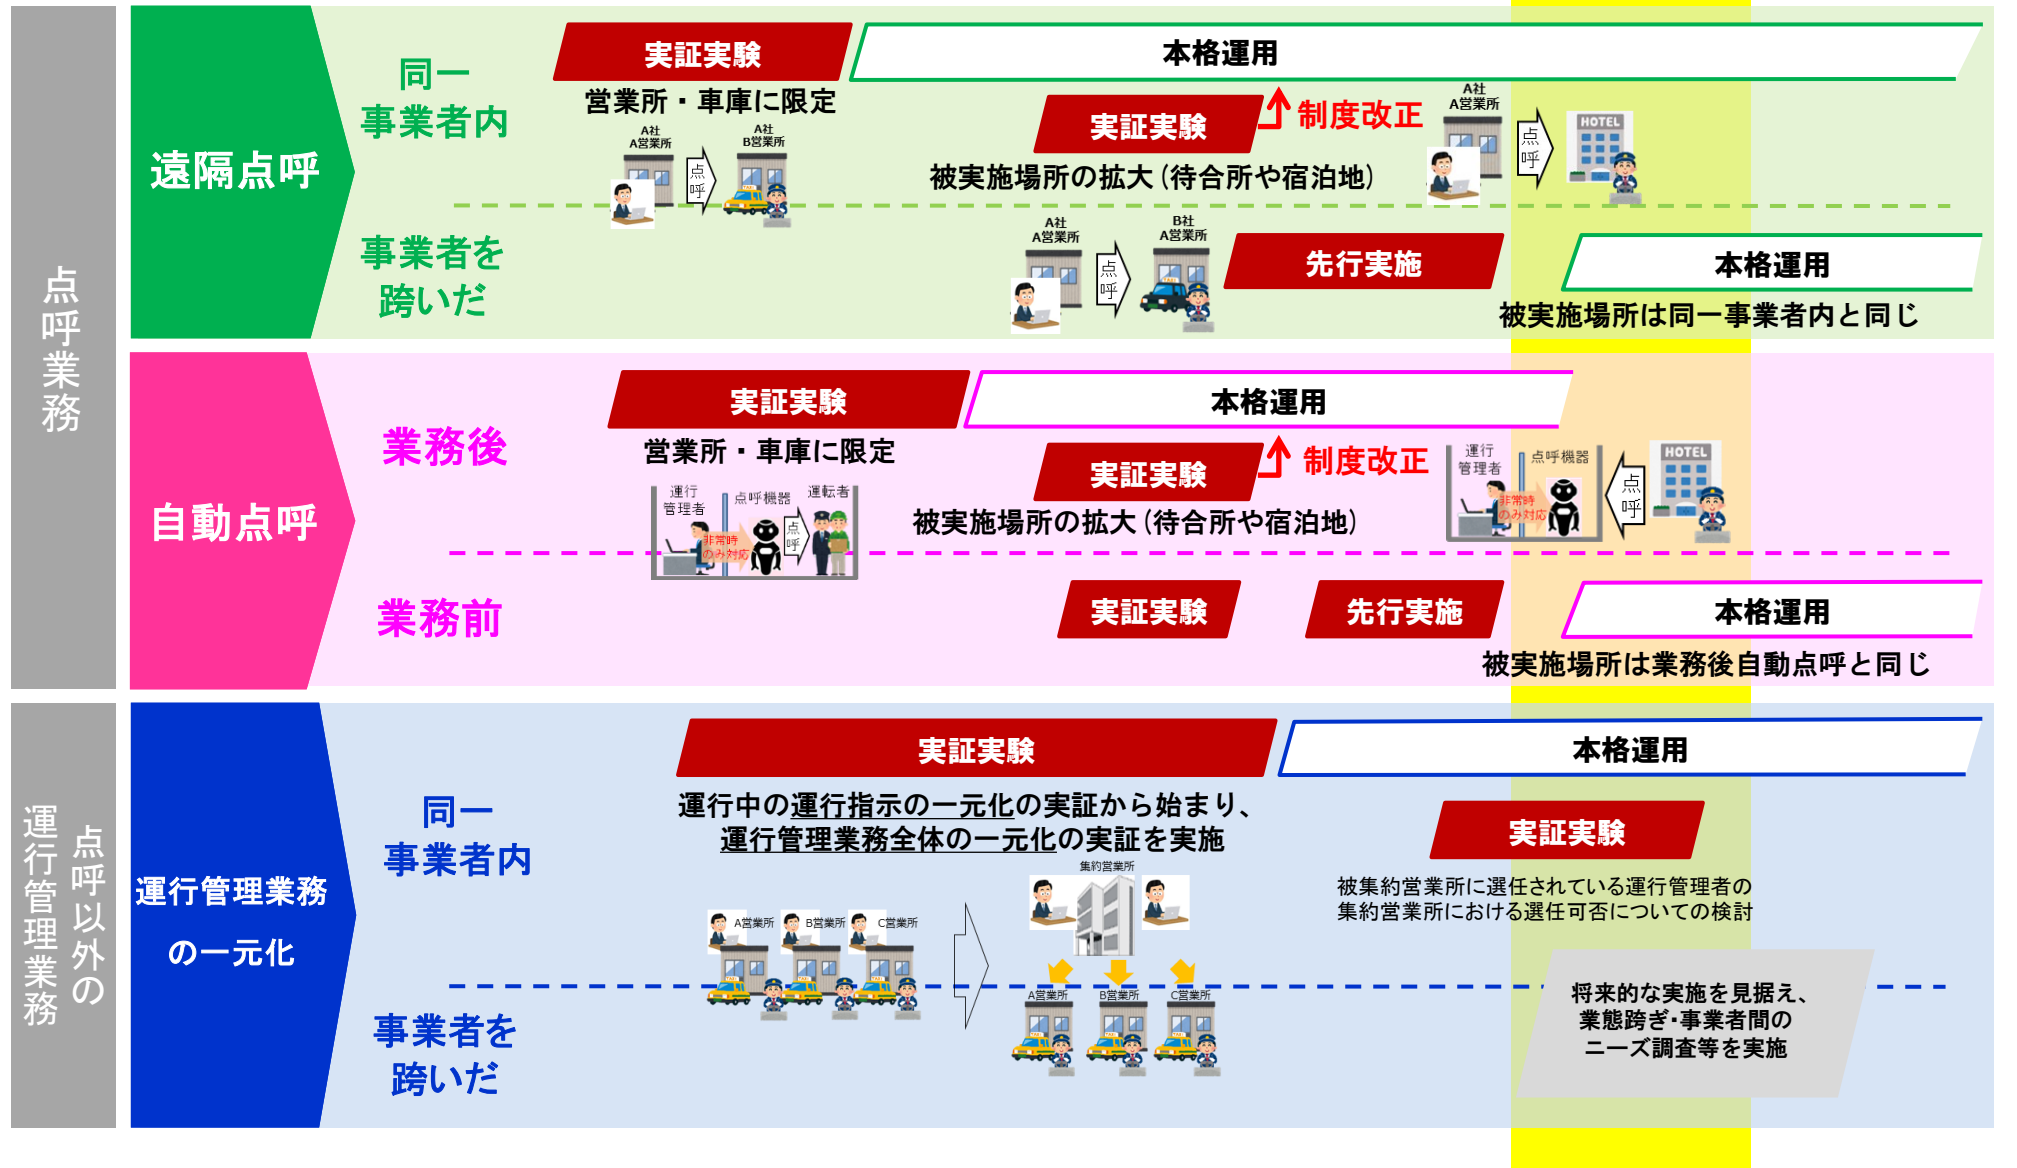 点呼業務
遠隔点呼
同一
事業者内
実証実験
本格運用
営業所・車庫に限定
A社
A営業所
点呼
A社
B営業所
TAXI
実証実験
制度改正
被実施場所の拡大(待合所や宿泊地)
A社
A営業所
点呼
HOTEL
事業者を
跨いだ
A社
A営業所
点呼
B社
A営業所
先行実施
本格運用
被実施場所は同一事業者内と同じ
自動点呼
業務後
実証実験
本格運用
営業所・車庫に限定
運行
管理者
点呼機器
運転者
非常時
のみ対応
点呼
実証実験
制度改正
被実施場所の拡大(待合所や宿泊地)
運行
管理者
点呼機器
非常時
のみ対応
点呼
HOTEL
業務前
実証実験
先行実施
本格運用
被実施場所は業務後自動点呼と同じ
点呼以外の
運行管理業務
運行管理業務
の一元化
同一
事業者内
実証実験
本格運用
運行中の運行指示の一元化の実証から始まり、
運行管理業務全体の一元化の実証を実施
A営業所
B営業所
C営業所
集約営業所
A営業所
B営業所
C営業所
実証実験
被集約営業所に選任されている運行管理者の
集約営業所における選任可否についての検討
事業者を
跨いだ
将来的な実施を見据え、
業態跨ぎ・事業者間の
ニーズ調査等を実施